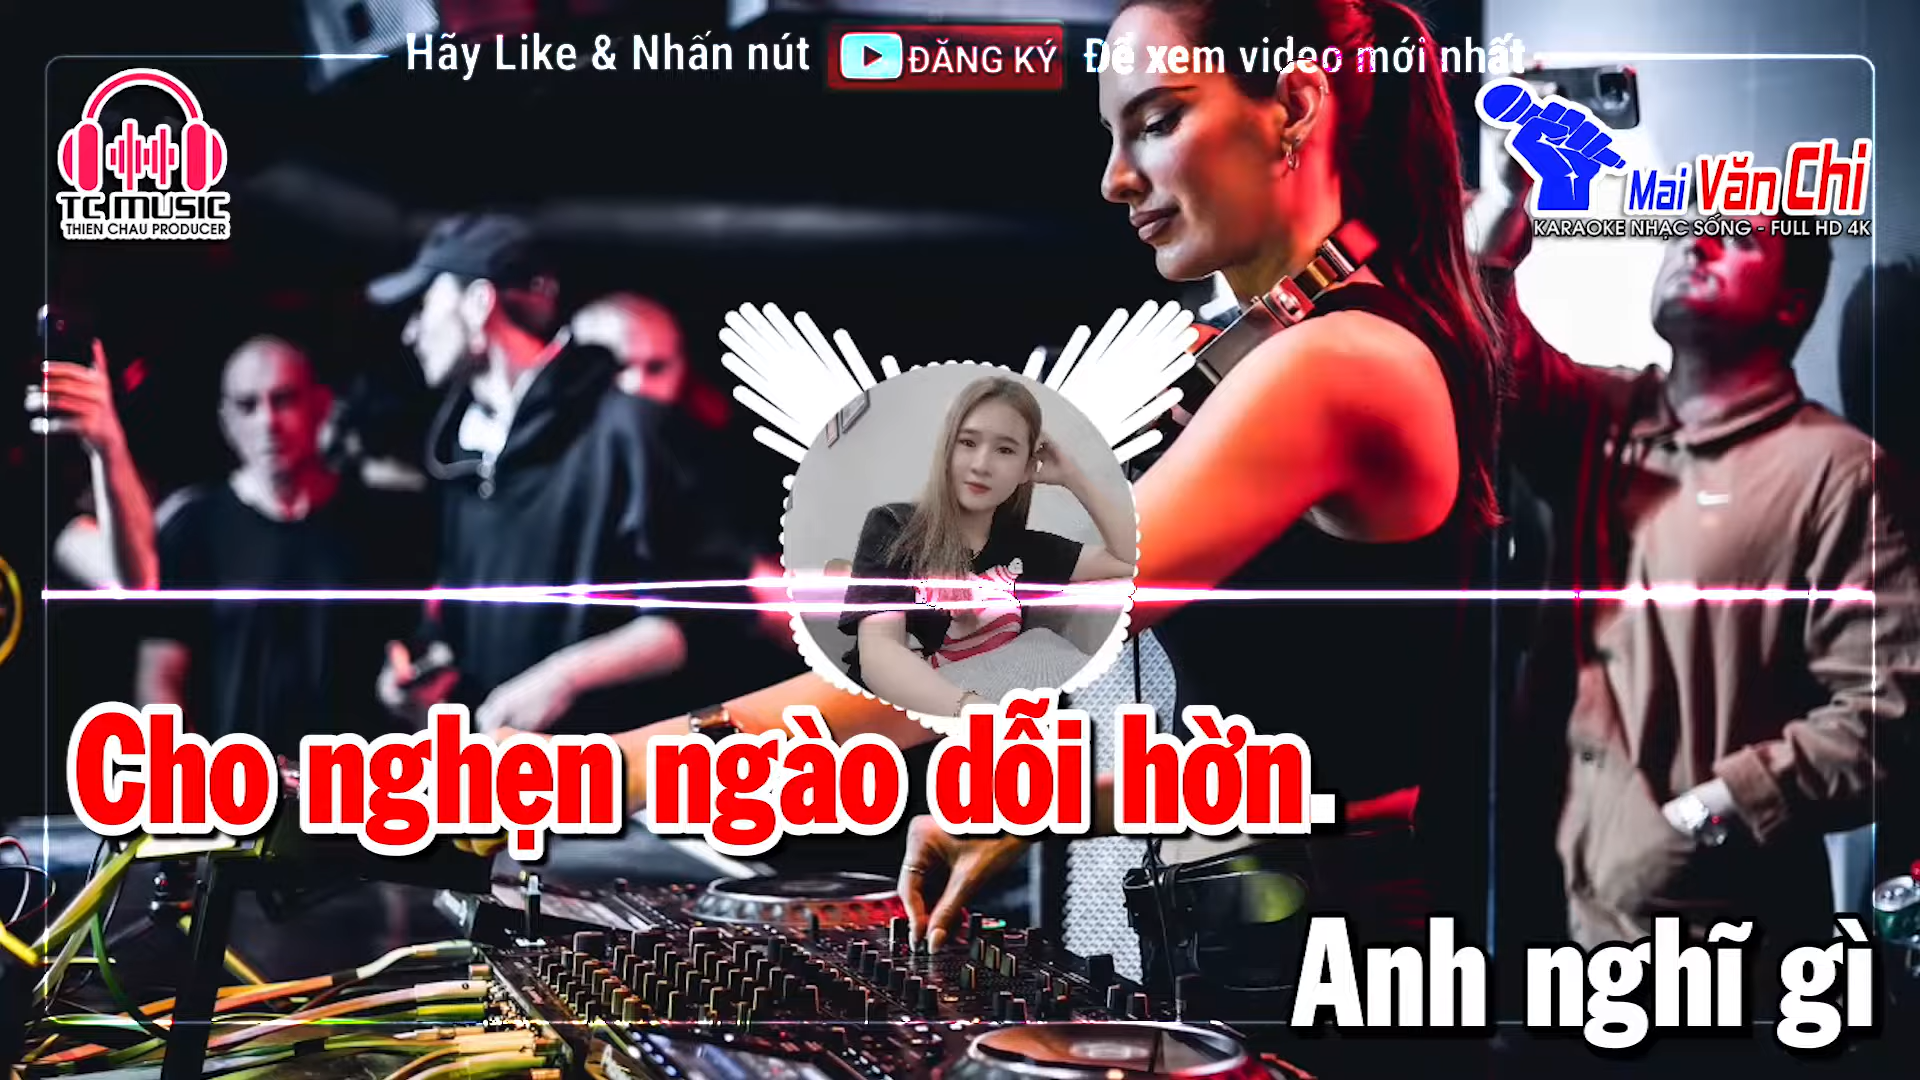 Hãy Like & Nhấn nút ĐĂNG KÝ Để xem video mới nhất
TC MUSIC
THIEN CHAU PRODUCER
Mai Văn Chi
KARAOKE NHẠC SỐNG - FULL HD 4K
Cho nghẹn ngào dỗi hờn.
Anh nghĩ gì